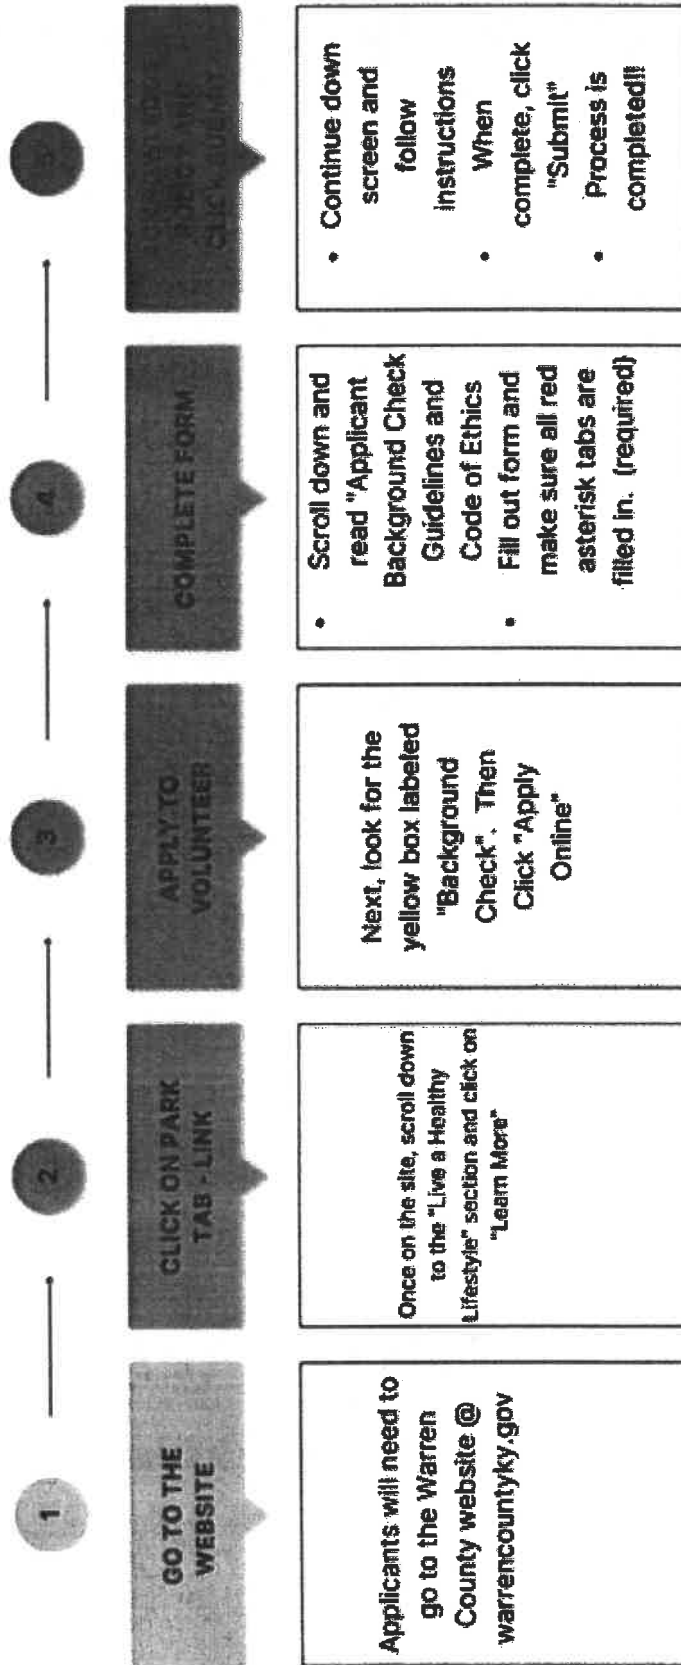 1
GO TO THE
WEBSITE
Applicants will need to
go to the Warren
County website @
warrencountyky.gov
2
CLICK ON PARK
TAB - LINK
Once on the site, scroll down
to the "Live a Healthy
Lifestyle" section and click on
"Learn More"
3
APPLY TO
VOLUNTEER
Next, look for the
yellow box labeled
"Background
Check". Then
Click "Apply
Online"
4
COMPLETE FORM
• Scroll down and
read "Applicant
Background Check
Guidelines and
Code of Ethics
• Fill out form and
make sure all red
asterisk tabs are
filled in. (required)
5
• Continue down
screen and
follow
instructions
• When
complete, click
"Submit"
• Process is
completed!!